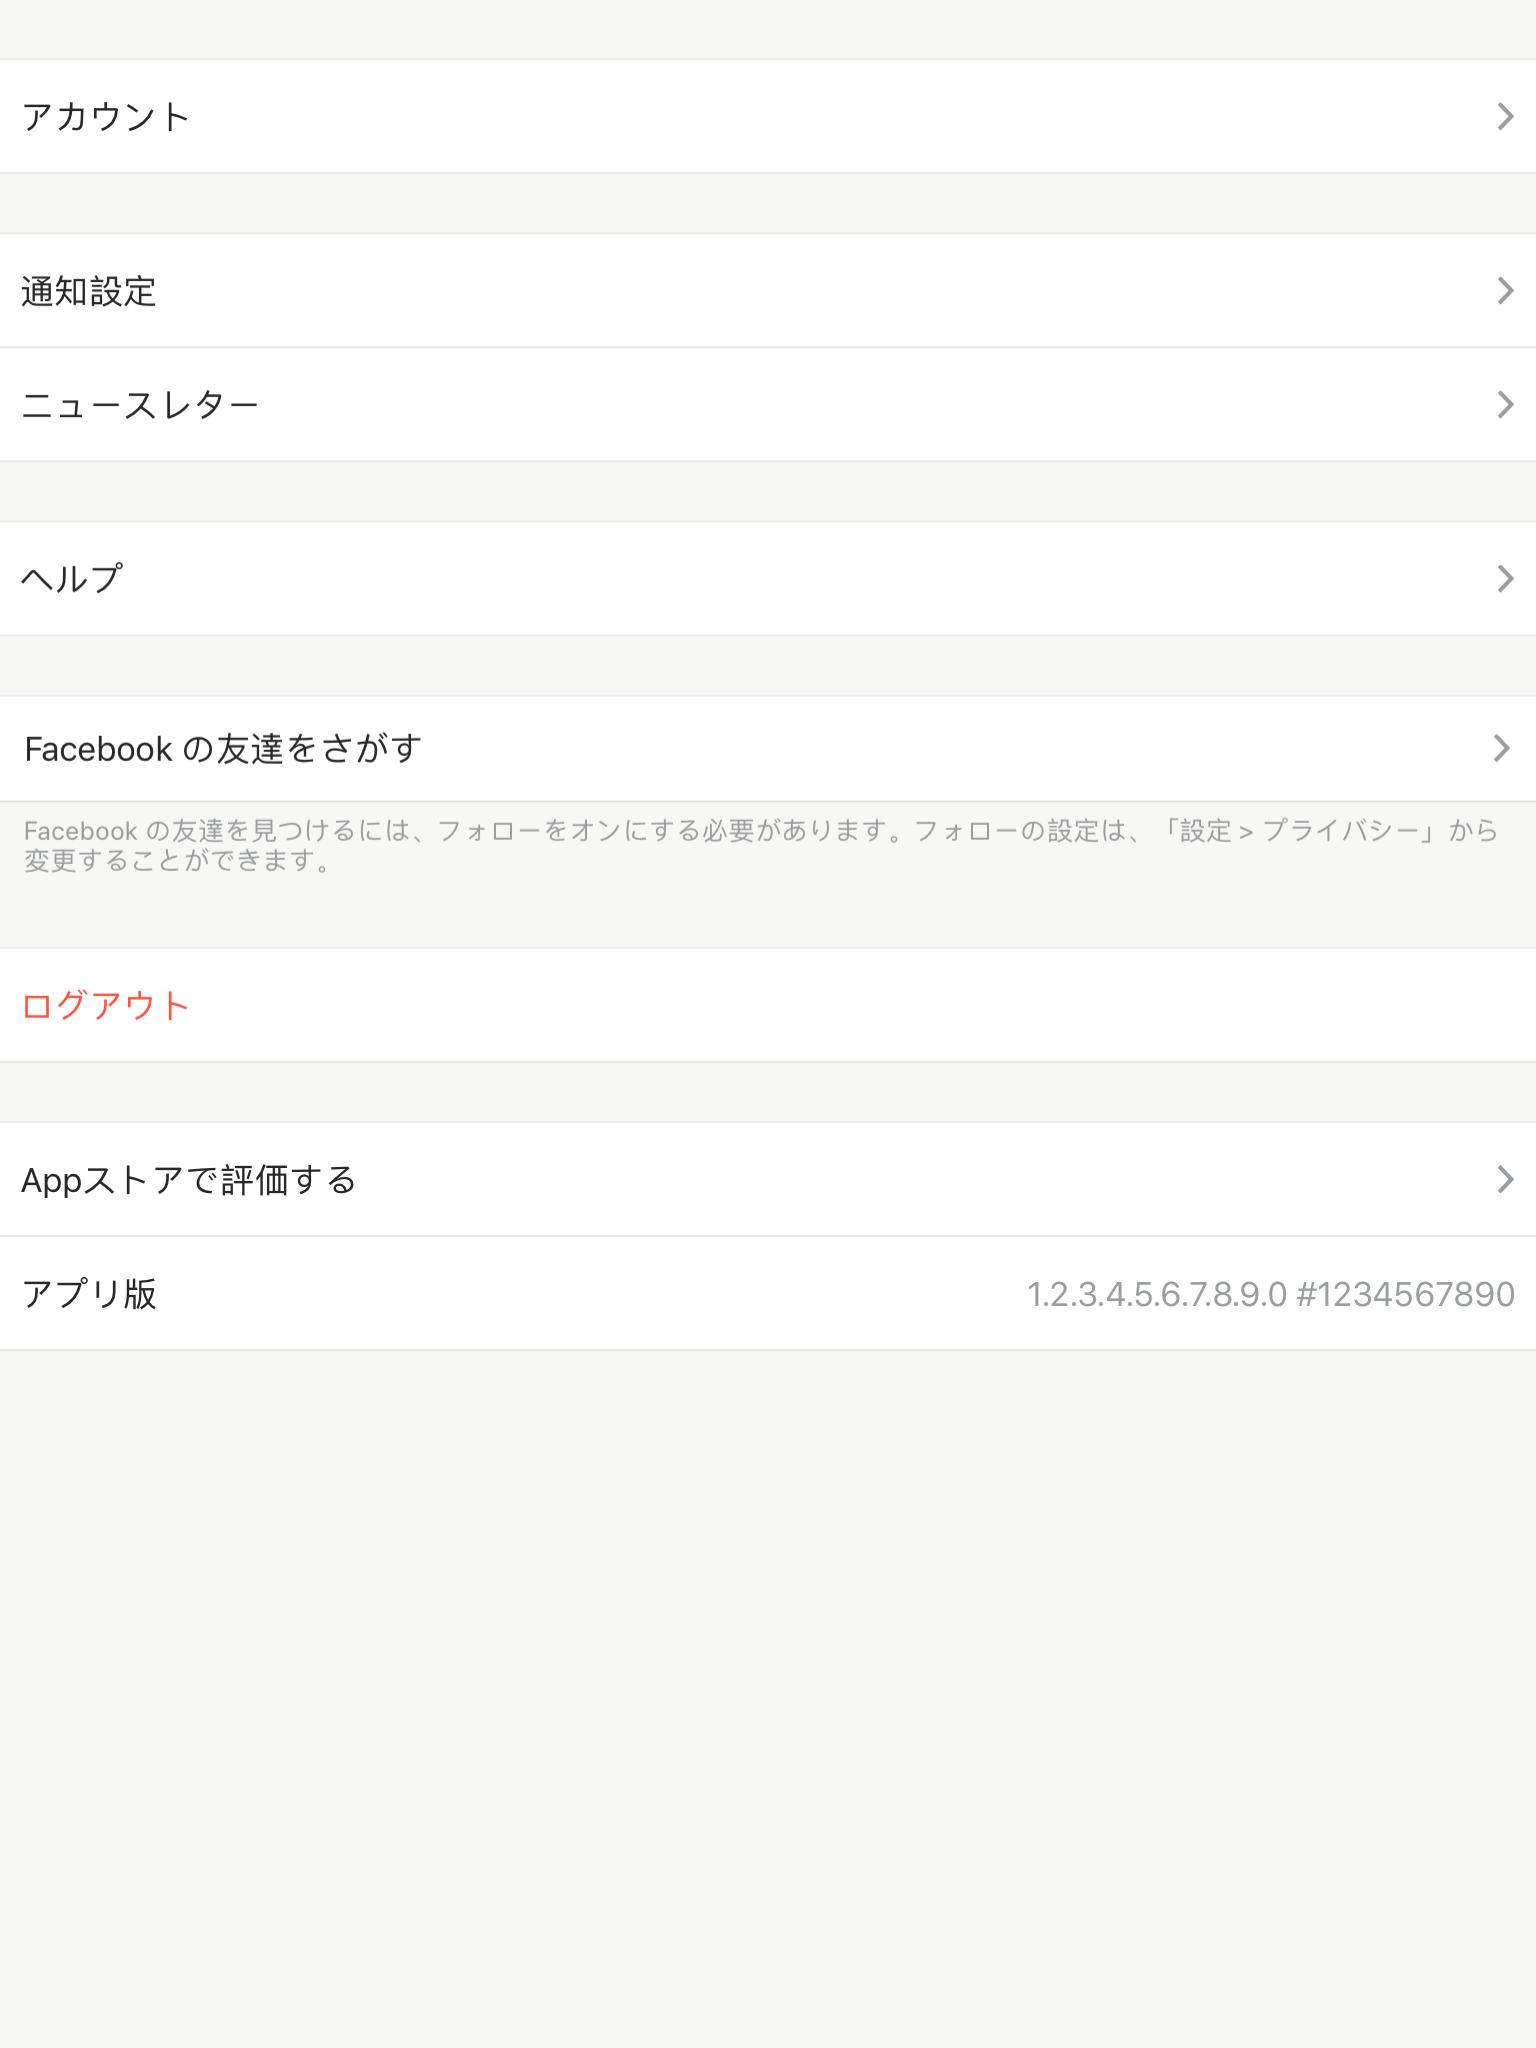 アカウント
通知設定
ニュースレター
ヘルプ
Facebook の友達をさがす
Facebook の友達を見つけるには、フォローをオンにする必要があります。フォローの設定は、「設定 > プライバシー」から
変更することができます。
ログアウト
Appストアで評価する
アプリ版 1.2.3.4.5.6.7.8.9.0 #1234567890